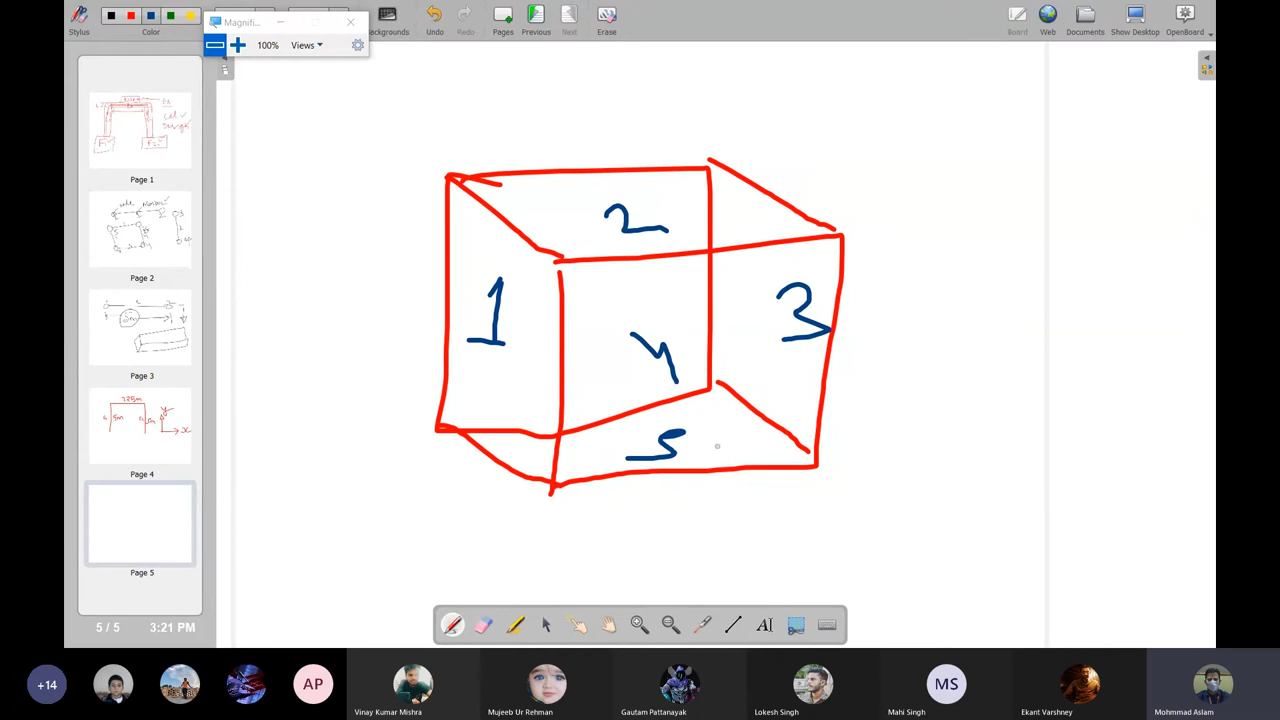 Stylus
Color
Magnifi...
100%
Views
Backgrounds
Undo
Redo
Pages
Previous
Next
Erase
Board
Web
Documents
Show Desktop
OpenBoard
Page 1
Page 2
Page 3
Page 4
Page 5
2
1
3
4
5
5 / 5
3:21 PM
AI
+14
AP
Vinay Kumar Mishra
Mujeeb Ur Rehman
Gautam Pattanayak
Lokesh Singh
MS
Mahi Singh
Ekant Varshney
Mohmmad Aslam